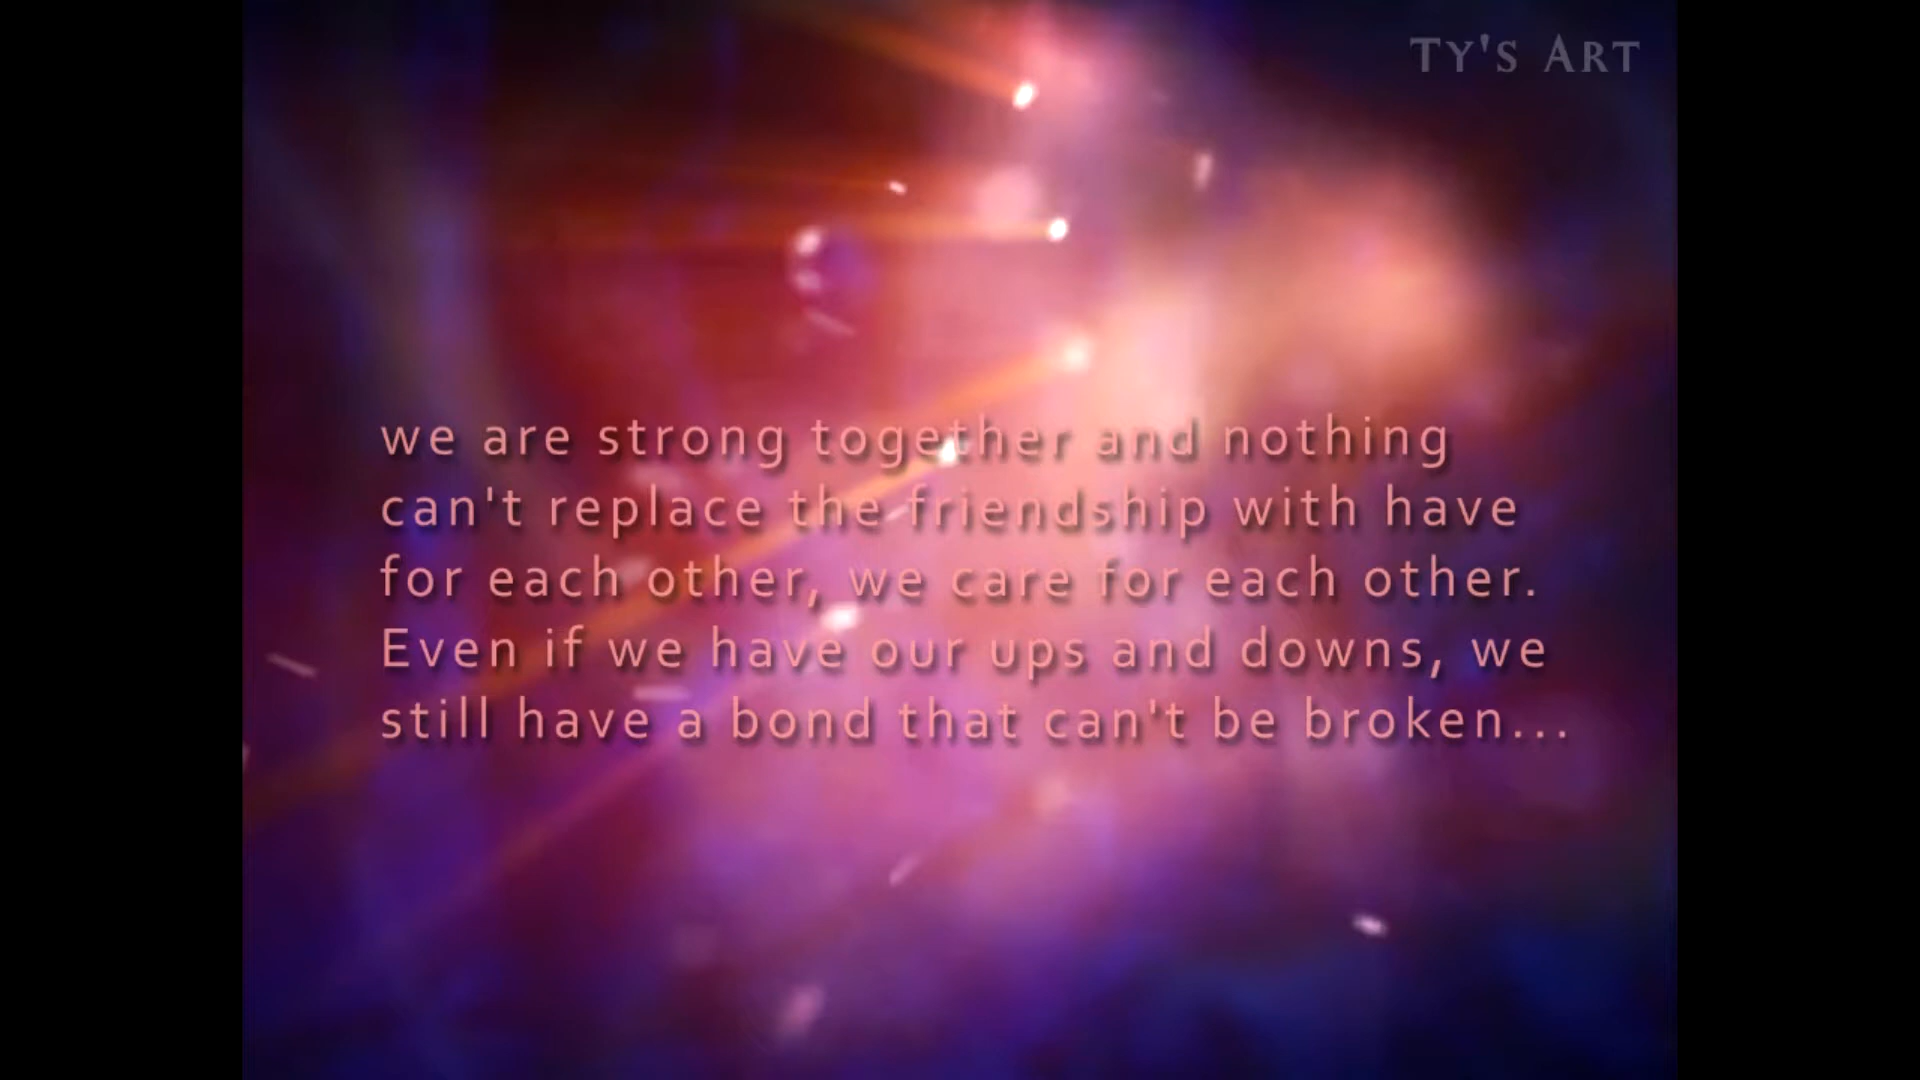 TY'S ART
we are strong together and nothing
can't replace the friendship with have
for each other, we care for each other.
Even if we have our ups and downs, we
still have a bond that can't be broken...